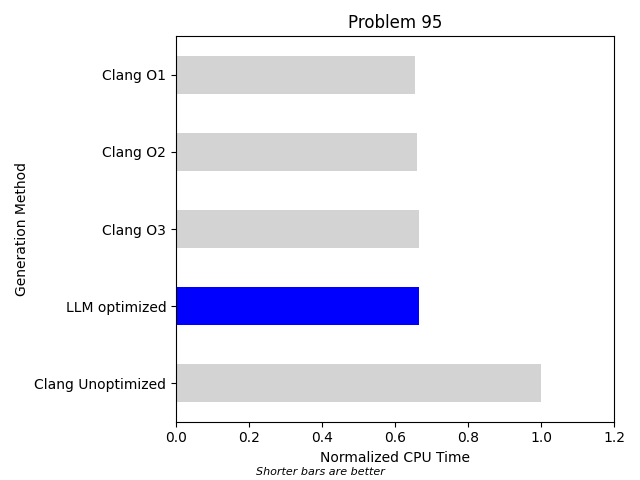 Problem 95
Clang O1
Clang O2
Clang O3
LLM optimized
Clang Unoptimized
Generation Method
0.0 0.2 0.4 0.6 0.8 1.0 1.2
Normalized CPU Time
Shorter bars are better